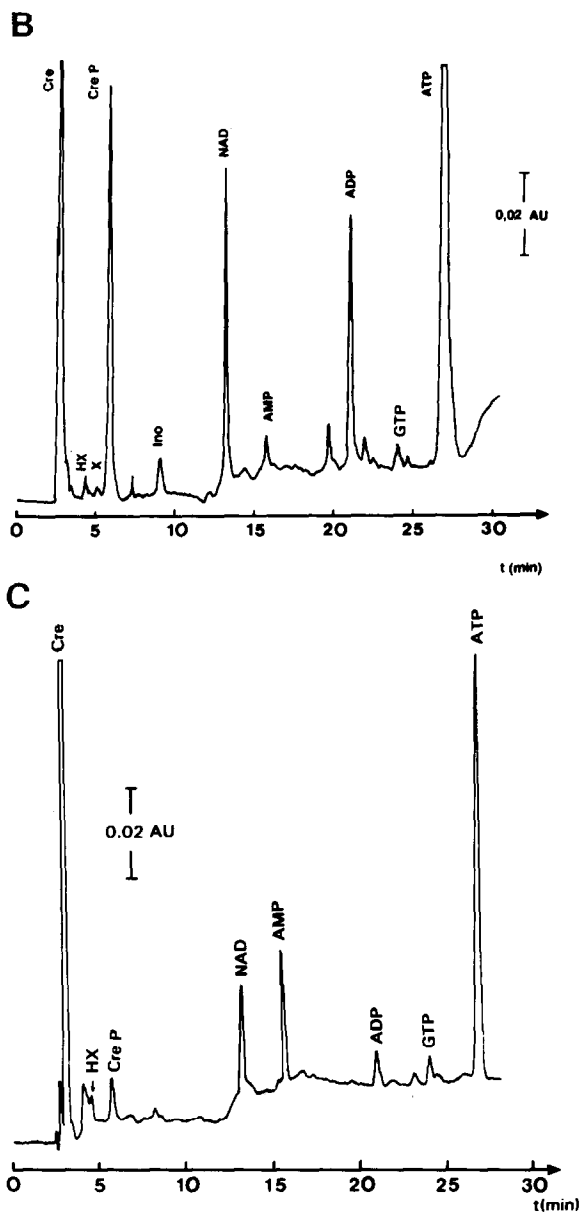 B
Cre
HX
X
Cre P
Ino
NAD
AMP
ADP
GTP
ATP
0,02 AU
0 5 10 15 20 25 30
t (min)
C
Cre
HX
Cre P
NAD
AMP
ADP
GTP
ATP
0.02 AU
0 5 10 15 20 25 30
t(min)